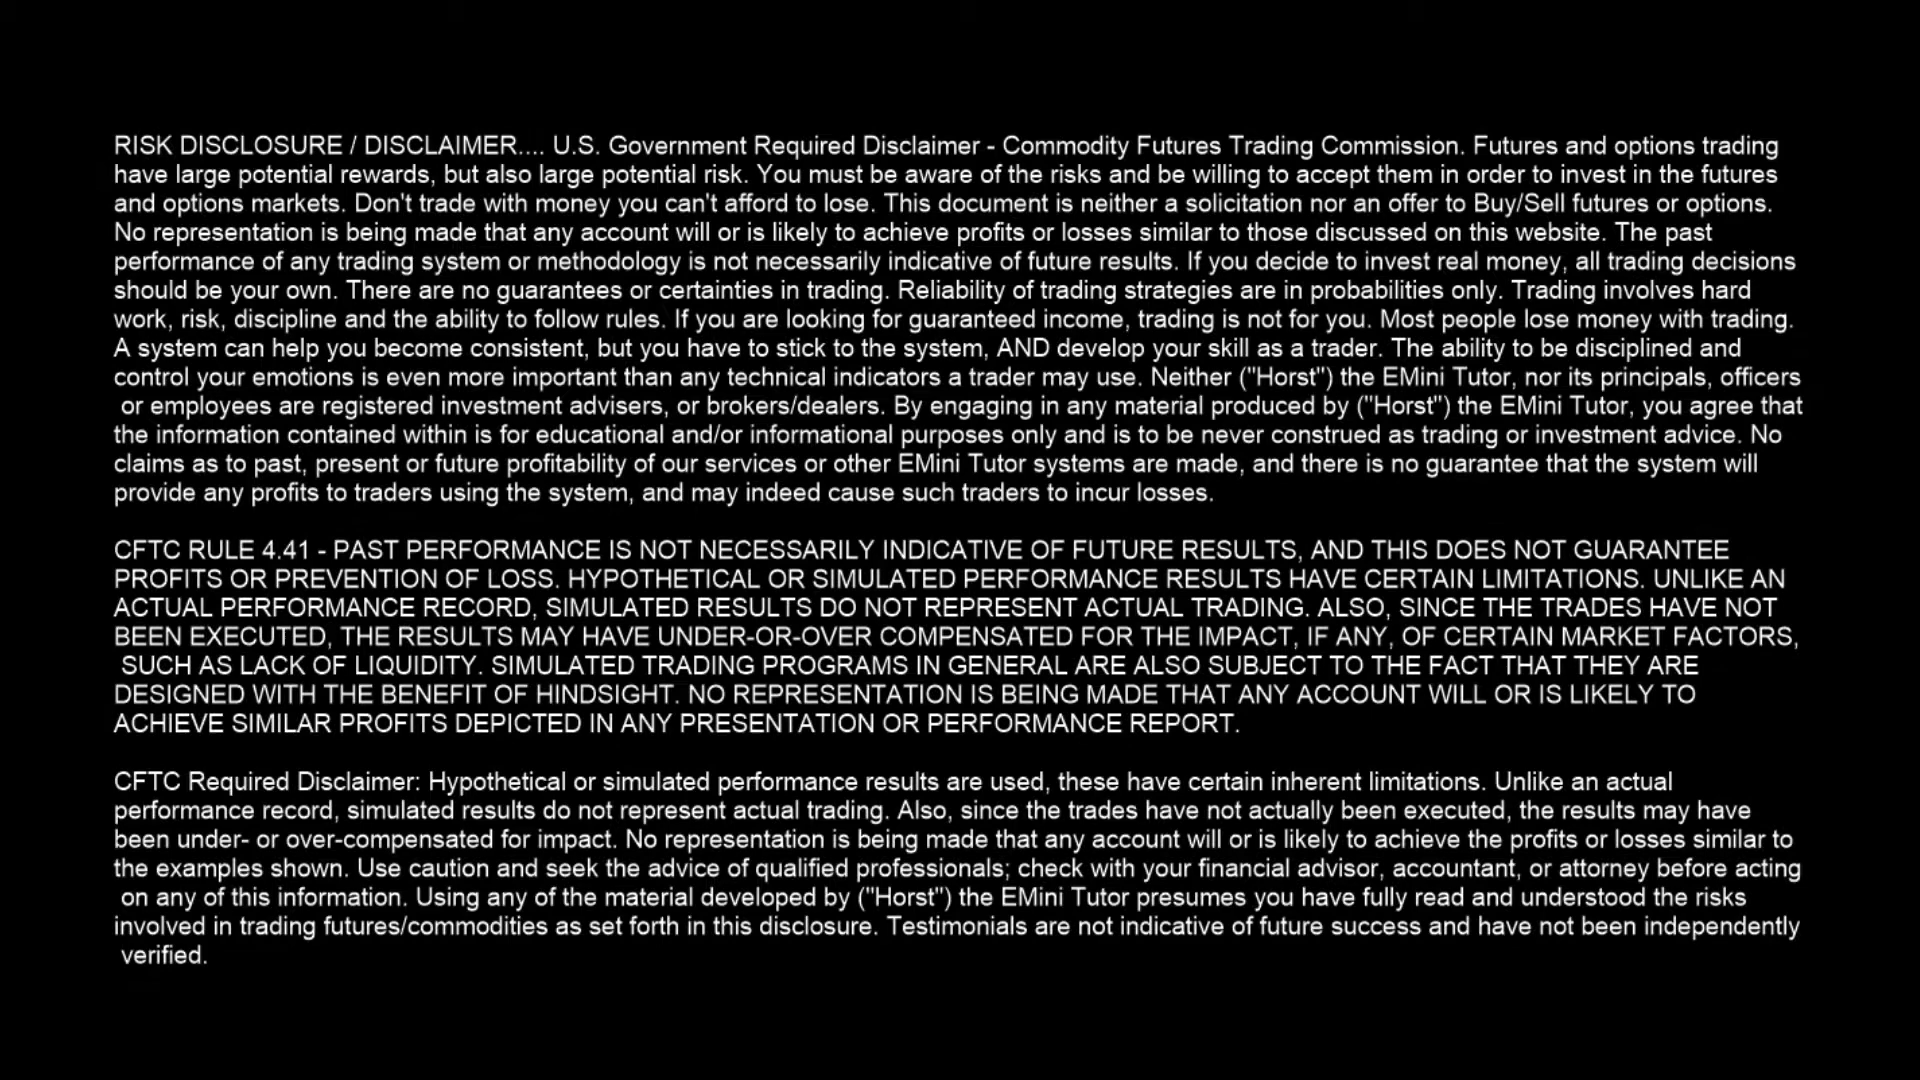 RISK DISCLOSURE / DISCLAIMER.... U.S. Government Required Disclaimer - Commodity Futures Trading Commission. Futures and options trading
have large potential rewards, but also large potential risk. You must be aware of the risks and be willing to accept them in order to invest in the futures
and options markets. Don't trade with money you can't afford to lose. This document is neither a solicitation nor an offer to Buy/Sell futures or options.
No representation is being made that any account will or is likely to achieve profits or losses similar to those discussed on this website. The past
performance of any trading system or methodology is not necessarily indicative of future results. If you decide to invest real money, all trading decisions
should be your own. There are no guarantees or certainties in trading. Reliability of trading strategies are in probabilities only. Trading involves hard
work, risk, discipline and the ability to follow rules. If you are looking for guaranteed income, trading is not for you. Most people lose money with trading.
A system can help you become consistent, but you have to stick to the system, AND develop your skill as a trader. The ability to be disciplined and
control your emotions is even more important than any technical indicators a trader may use. Neither ("Horst") the EMini Tutor, nor its principals, officers
or employees are registered investment advisers, or brokers/dealers. By engaging in any material produced by ("Horst") the EMini Tutor, you agree that
the information contained within is for educational and/or informational purposes only and is to be never construed as trading or investment advice. No
claims as to past, present or future profitability of our services or other EMini Tutor systems are made, and there is no guarantee that the system will
provide any profits to traders using the system, and may indeed cause such traders to incur losses.
CFTC RULE 4.41 - PAST PERFORMANCE IS NOT NECESSARILY INDICATIVE OF FUTURE RESULTS, AND THIS DOES NOT GUARANTEE
PROFITS OR PREVENTION OF LOSS. HYPOTHETICAL OR SIMULATED PERFORMANCE RESULTS HAVE CERTAIN LIMITATIONS. UNLIKE AN
ACTUAL PERFORMANCE RECORD, SIMULATED RESULTS DO NOT REPRESENT ACTUAL TRADING. ALSO, SINCE THE TRADES HAVE NOT
BEEN EXECUTED, THE RESULTS MAY HAVE UNDER-OR-OVER COMPENSATED FOR THE IMPACT, IF ANY, OF CERTAIN MARKET FACTORS,
SUCH AS LACK OF LIQUIDITY. SIMULATED TRADING PROGRAMS IN GENERAL ARE ALSO SUBJECT TO THE FACT THAT THEY ARE
DESIGNED WITH THE BENEFIT OF HINDSIGHT. NO REPRESENTATION IS BEING MADE THAT ANY ACCOUNT WILL OR IS LIKELY TO
ACHIEVE SIMILAR PROFITS DEPICTED IN ANY PRESENTATION OR PERFORMANCE REPORT.
CFTC Required Disclaimer: Hypothetical or simulated performance results are used, these have certain inherent limitations. Unlike an actual
performance record, simulated results do not represent actual trading. Also, since the trades have not actually been executed, the results may have
been under- or over-compensated for impact. No representation is being made that any account will or is likely to achieve the profits or losses similar to
the examples shown. Use caution and seek the advice of qualified professionals; check with your financial advisor, accountant, or attorney before acting
on any of this information. Using any of the material developed by ("Horst") the EMini Tutor presumes you have fully read and understood the risks
involved in trading futures/commodities as set forth in this disclosure. Testimonials are not indicative of future success and have not been independently
verified.